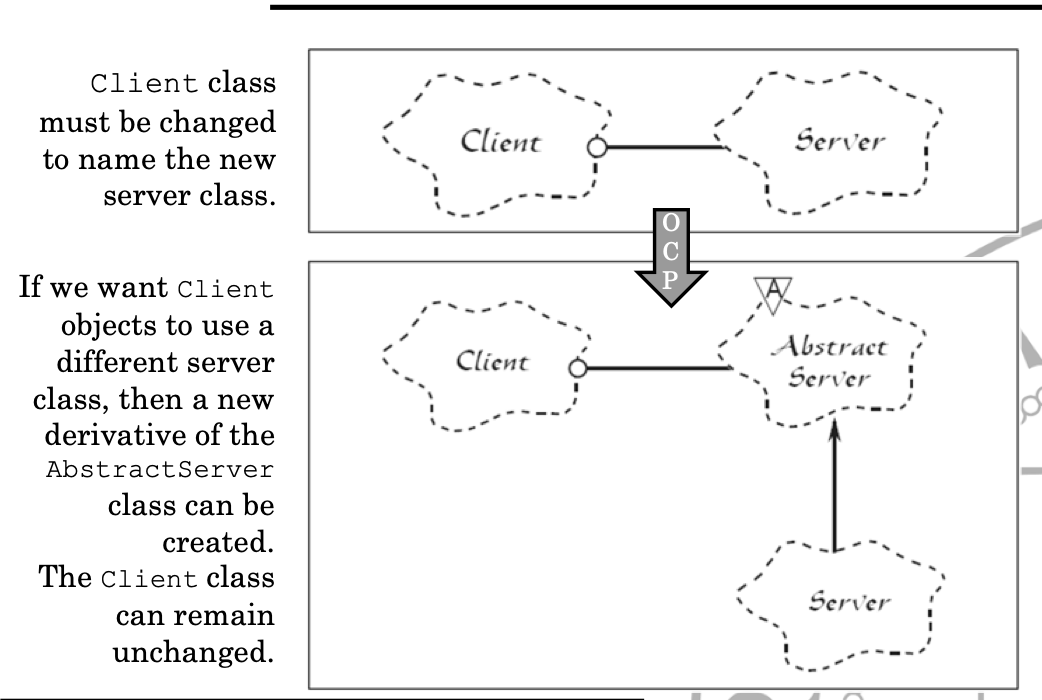 Client class
must be changed
to name the new
server class.
Client
Server
O
C
P
If we want Client
objects to use a
different server
class, then a new
derivative of the
AbstractServer
class can be
created.
The Client class
can remain
unchanged.
A
Client
Abstract
Server
Server